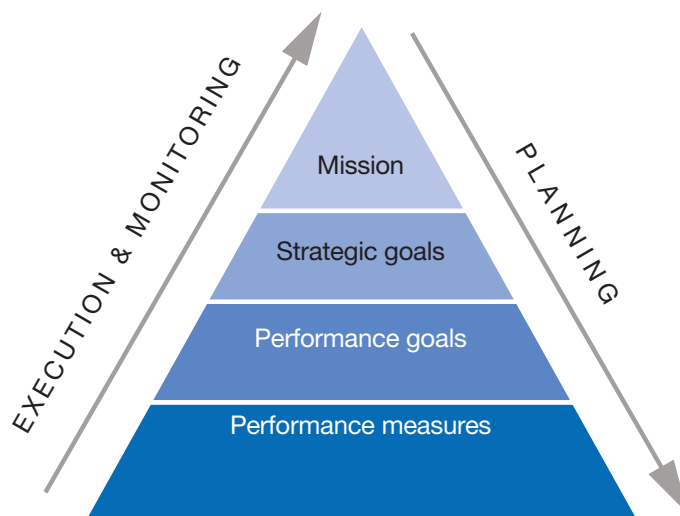 EXECUTION & MONITORING
PLANNING
Mission
Strategic goals
Performance goals
Performance measures